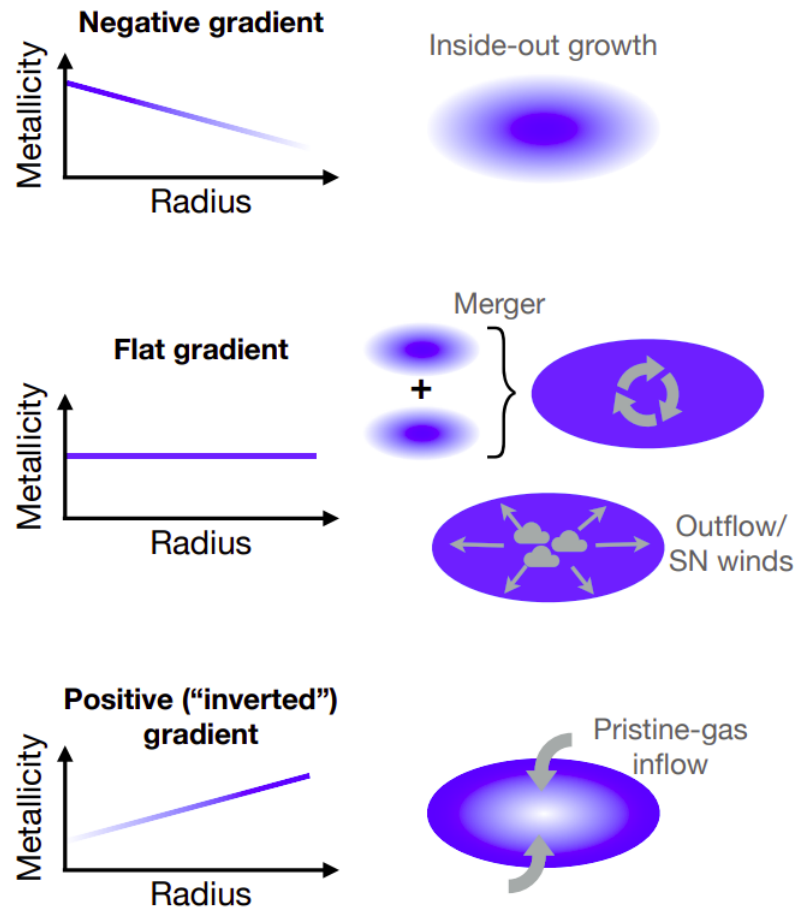 Negative gradient
Metallicity
Radius
Inside-out growth
Flat gradient
Metallicity
Radius
Merger
+
Outflow/
SN winds
Positive (“inverted”)
gradient
Metallicity
Radius
Pristine-gas
inflow